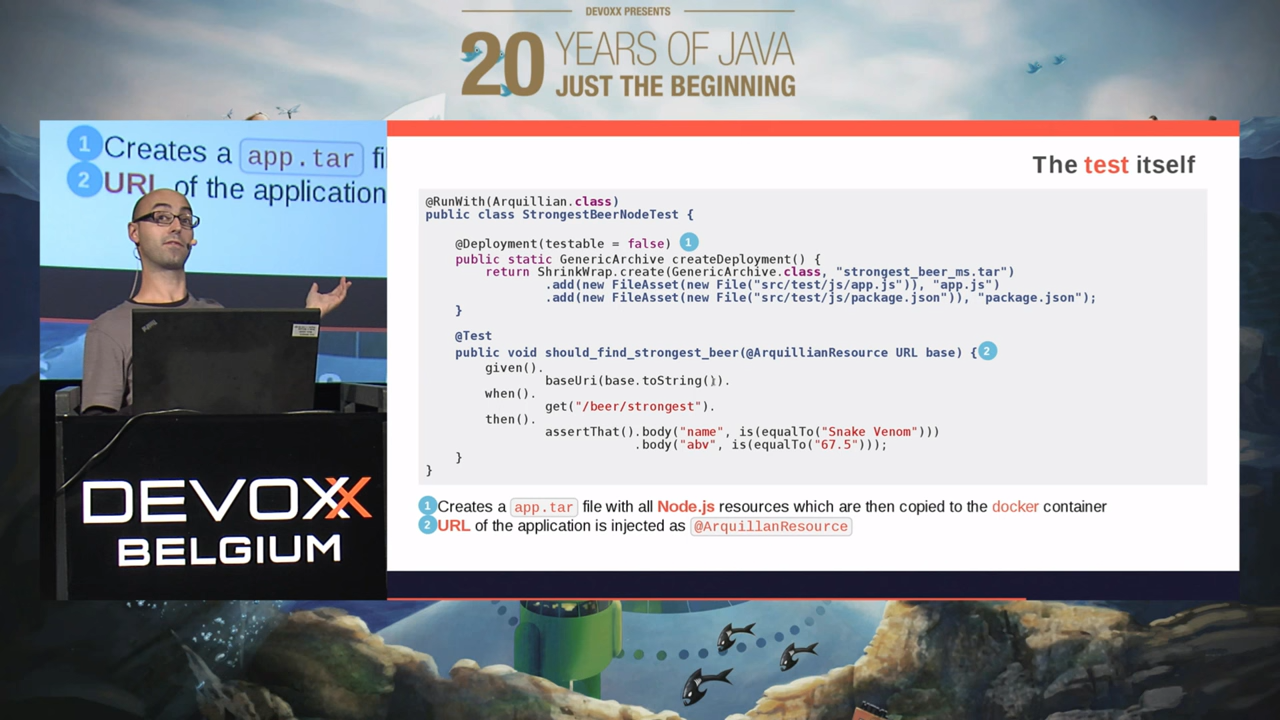 DEVOXX PRESENTS
20 YEARS OF JAVA
JUST THE BEGINNING
1 Creates a app.tar fi
2 URL of the application
DEVOXX
BELGIUM
The test itself
@RunWith(Arquillian.class)
public class StrongestBeerNodeTest {
@Deployment(testable = false) 1
public static GenericArchive createDeployment() {
return ShrinkWrap.create(GenericArchive.class, "strongest_beer_ms.tar")
.add(new FileAsset(new File("src/test/js/app.js")), "app.js")
.add(new FileAsset(new File("src/test/js/package.json")), "package.json");
}
@Test
public void should_find_strongest_beer(@ArquillianResource URL base) { 2
given().
baseUri(base.toString()).
when().
get("/beer/strongest").
then().
assertThat().body("name", is(equalTo("Snake Venom")))
.body("abv", is(equalTo("67.5")));
}
}
1 Creates a app.tar file with all Node.js resources which are then copied to the docker container
2 URL of the application is injected as @ArquillanResource